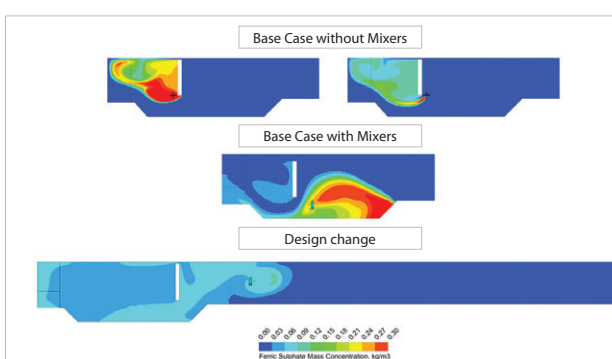 Base Case without Mixers
Base Case with Mixers
Design change
0.00 0.03 0.06 0.09 0.12 0.15 0.18 0.21 0.24 0.27 0.30
Ferric Sulphate Mass Concentration, kg/m3